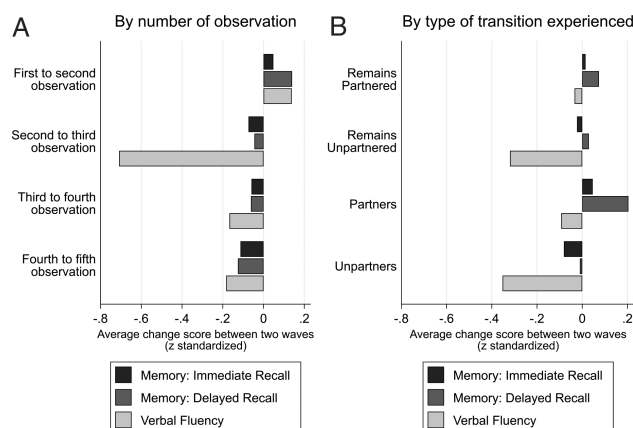 A
By number of observation
First to second
observation
Second to third
observation
Third to fourth
observation
Fourth to fifth
observation
-.8 -.6 -.4 -.2 0 .2
Average change score between two waves
(z standardized)
Memory: Immediate Recall
Memory: Delayed Recall
Verbal Fluency
B
By type of transition experienced
Remains
Partnered
Remains
Unpartnered
Partners
Unpartners
-.8 -.6 -.4 -.2 0 .2
Average change score between two waves
(z standardized)
Memory: Immediate Recall
Memory: Delayed Recall
Verbal Fluency